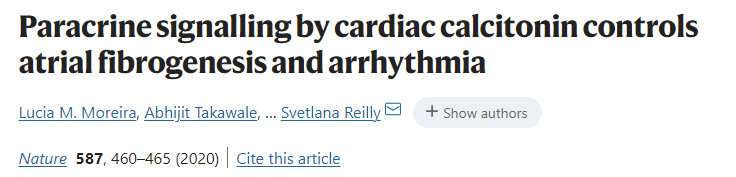 Paracrine signalling by cardiac calcitonin controls
atrial fibrogenesis and arrhythmia
Lucia M. Moreira, Abhijit Takawale, ... Svetlana Reilly + Show authors
Nature 587, 460–465 (2020) | Cite this article